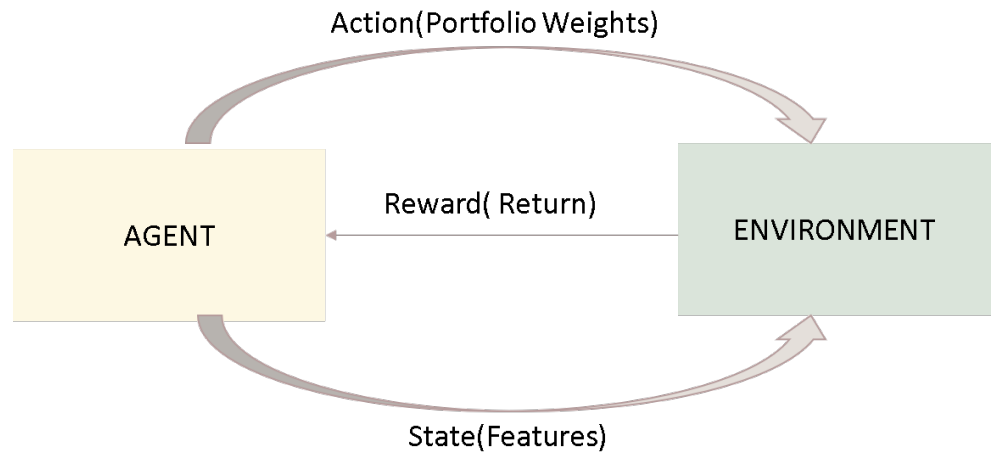 Action(Portfolio Weights)
Reward( Return)
AGENT
ENVIRONMENT
State(Features)